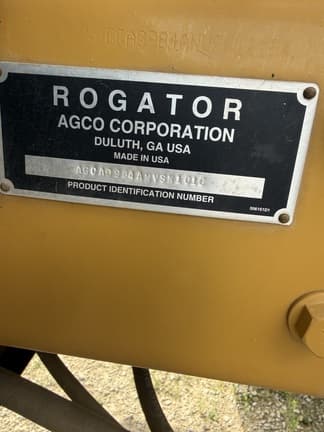 ROGATOR
AGCO CORPORATION
DULUTH, GA USA
MADE IN USA
PRODUCT IDENTIFICATION NUMBER